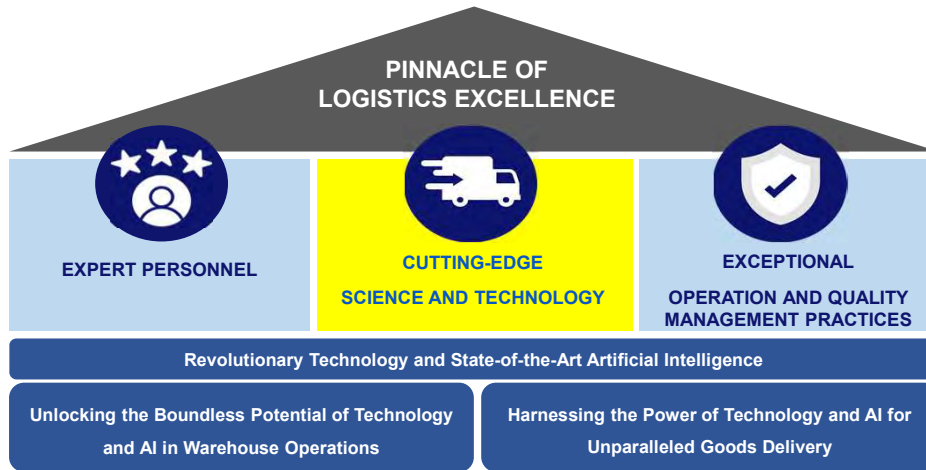 PINNACLE OF
LOGISTICS EXCELLENCE
EXPERT PERSONNEL
CUTTING-EDGE
SCIENCE AND TECHNOLOGY
EXCEPTIONAL
OPERATION AND QUALITY
MANAGEMENT PRACTICES
Revolutionary Technology and State-of-the-Art Artificial Intelligence
Unlocking the Boundless Potential of Technology
and AI in Warehouse Operations
Harnessing the Power of Technology and AI for
Unparalleled Goods Delivery